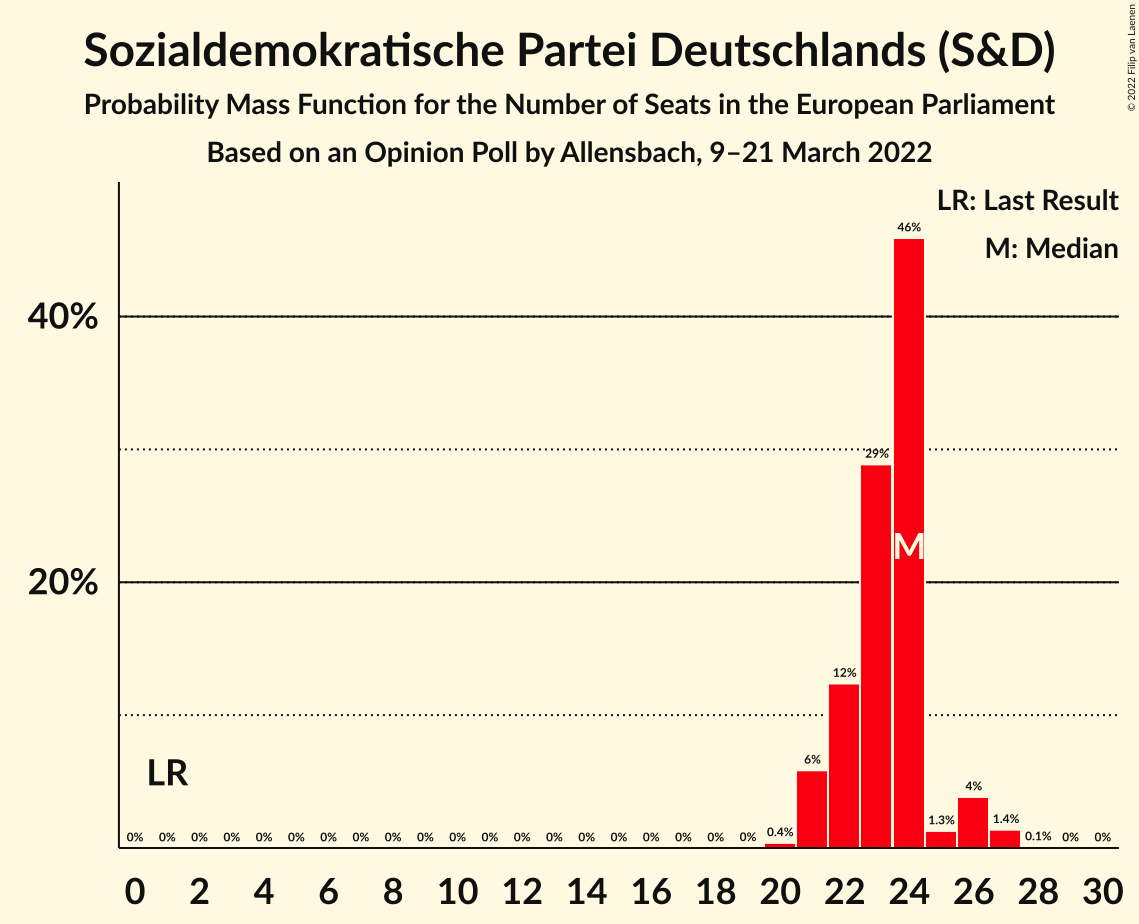 Sozialdemokratische Partei Deutschlands (S&D)
Probability Mass Function for the Number of Seats in the European Parliament
Based on an Opinion Poll by Allensbach, 9–21 March 2022
© 2022 Filip van Laenen
LR: Last Result
M: Median
46%
40%
29%
M
20%
12%
6%
LR
4%
1.3% 1.4%
0% 0% 0% 0% 0% 0% 0% 0% 0% 0% 0% 0% 0% 0% 0% 0% 0% 0% 0% 0% 0.4% 0.1% 0% 0%
0 2 4 6 8 10 12 14 16 18 20 22 24 26 28 30